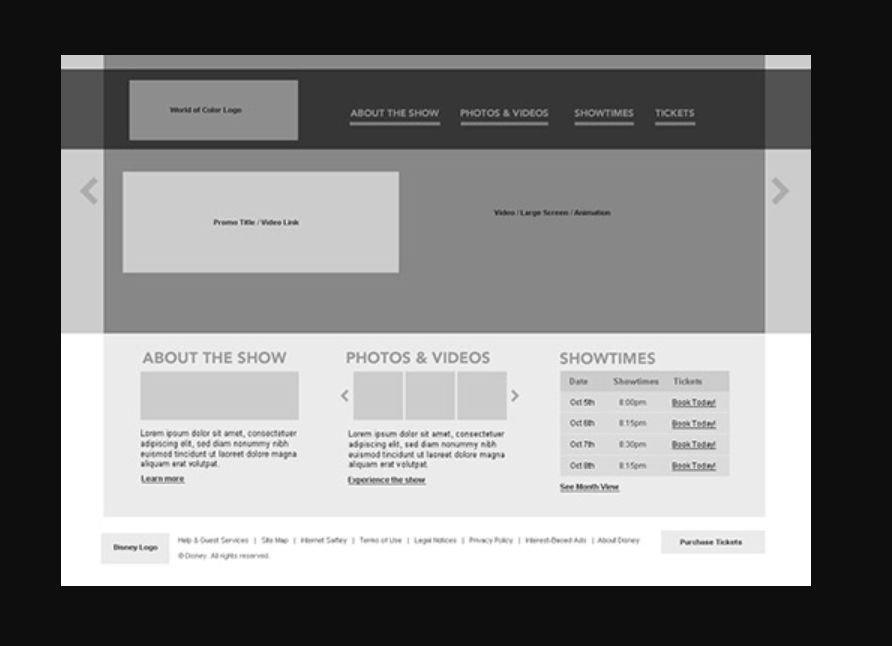 World of Color Logo
ABOUT THE SHOW PHOTOS & VIDEOS SHOWTIMES TICKETS
Promo Title / Video Link
Video / Large Screen / Animation
ABOUT THE SHOW
Lorem ipsum dolor sit amet, consectetuer
adipiscing elit, sed diam nonummy nibh
euismod tincidunt ut laoreet dolore magna
aliquam erat volutpat.
Learn more
PHOTOS & VIDEOS
Lorem ipsum dolor sit amet, consectetuer
adipiscing elit, sed diam nonummy nibh
euismod tincidunt ut laoreet dolore magna
aliquam erat volutpat.
Experience the show
SHOWTIMES
Date Showtimes Tickets
Oct 5th 8:00pm Book Today!
Oct 6th 8:15pm Book Today!
Oct 7th 8:30pm Book Today!
Oct 8th 8:15pm Book Today!
See Month View
Disney Logo
Help & Guest Services | Site Map | Internet Saftey | Terms of Use | Legal Notices | Privacy Policy | Interest-Based Ads | About Disney
© Disney. All rights reserved.
Purchase Tickets